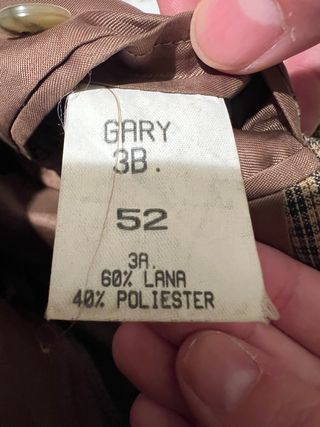 GARY
3B.
52
3A.
60% LANA
40% POLIESTER